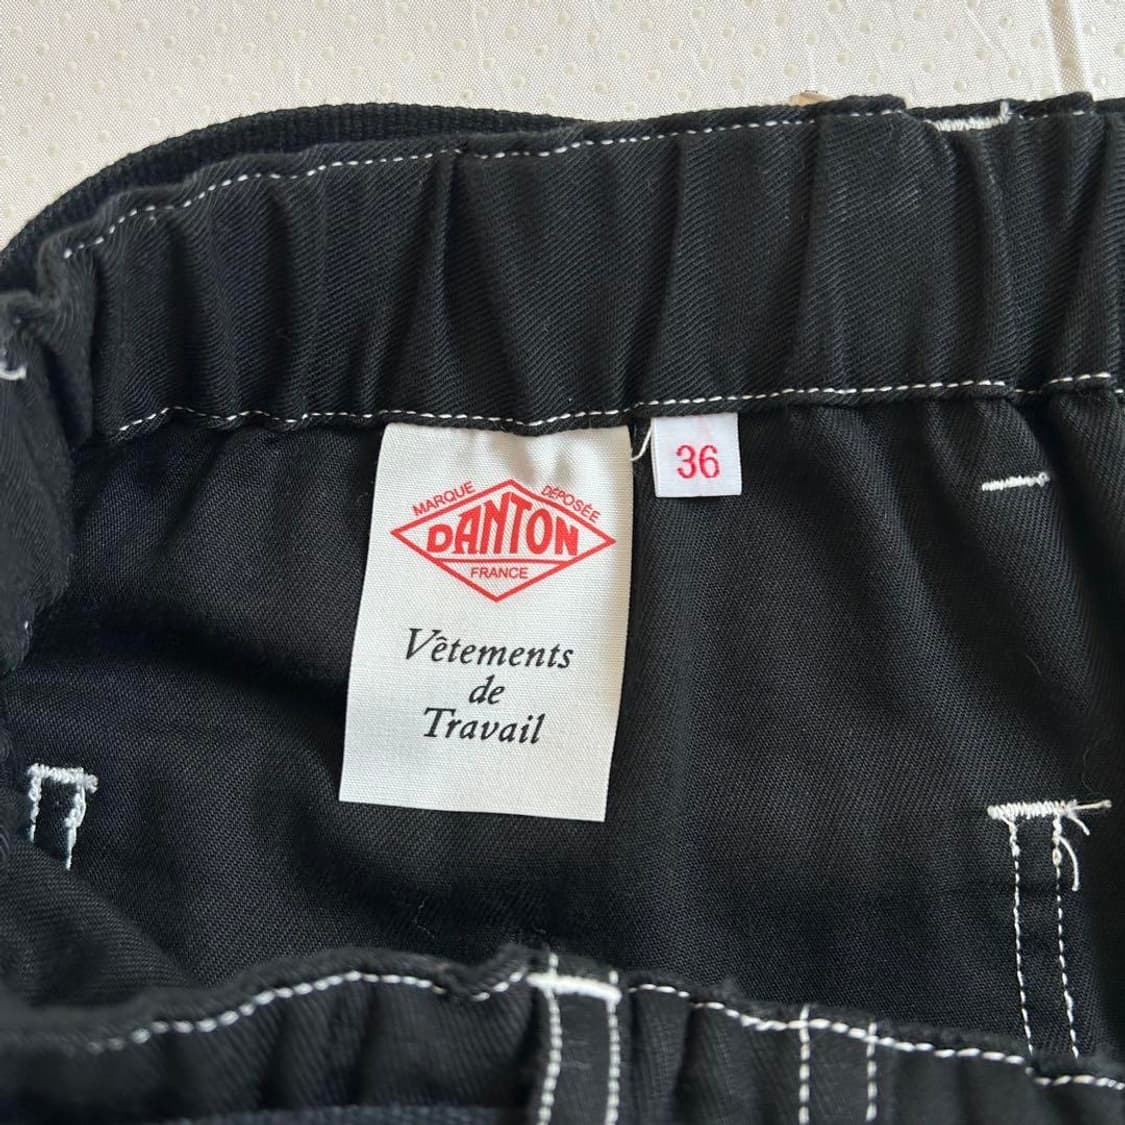 MARQUE DÉPOSÉE
DANTON
FRANCE
Vêtements
de
Travail
36